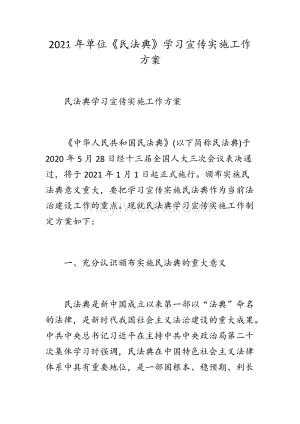 2021 年单位《民法典》学习宣传实施工作
方案
民法典学习宣传实施工作方案
《中华人民共和国民法典》(以下简称民法典)于
2020 年 5 月 28 日经十三届全国人大三次会议表决通
过，将于 2021 年 1 月 1 日起正式施行。颁布实施民
法典意义重大，要把学习宣传实施民法典作为当前法
治建设工作的重点。现就民法典学习宣传实施工作制
定方案如下：
一、充分认识颁布实施民法典的重大意义
民法典是新中国成立以来第一部以“法典”命名
的法律，是新时代我国社会主义法治建设的重大成果。
中共中央总书记习近平在主持中共中央政治局第二十
次集体学习时强调，民法典在中国特色社会主义法律
体系中具有重要地位，是一部固根本、稳预期、利长